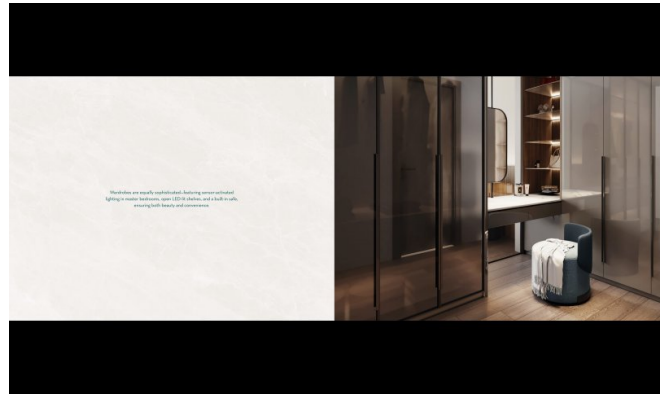 Wardrobes are equally sophisticated–featuring sensor-activated
lighting in master bedrooms, open LED-lit shelves, and a built-in safe,
ensuring both beauty and convenience.